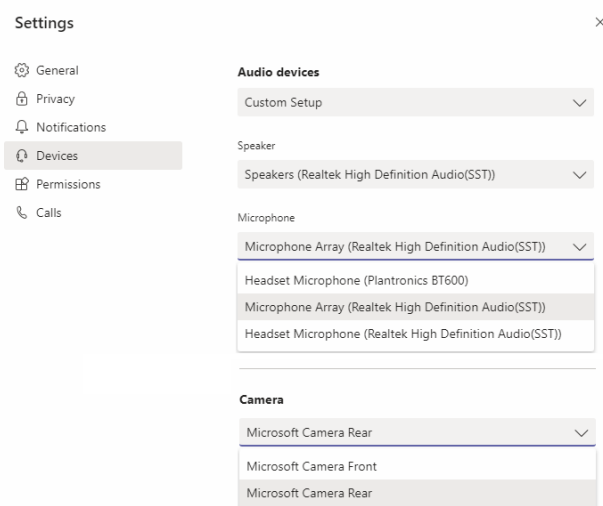 Settings
General
Privacy
Notifications
Devices
Permissions
Calls
Audio devices
Custom Setup
Speaker
Speakers (Realtek High Definition Audio(SST))
Microphone
Microphone Array (Realtek High Definition Audio(SST))
Headset Microphone (Plantronics BT600)
Microphone Array (Realtek High Definition Audio(SST))
Headset Microphone (Realtek High Definition Audio(SST))
Camera
Microsoft Camera Rear
Microsoft Camera Front
Microsoft Camera Rear